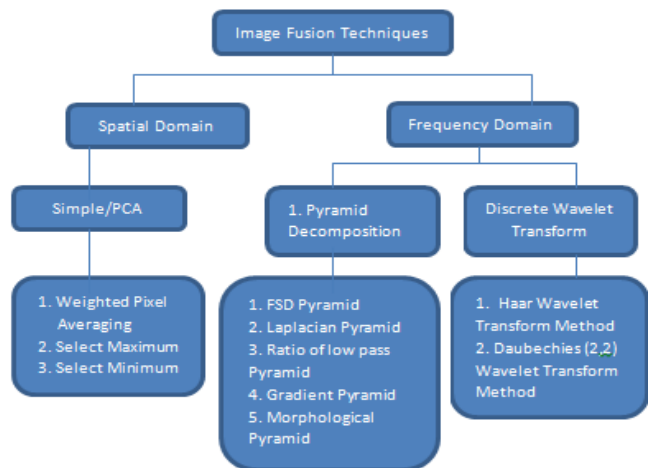 Image Fusion Techniques
Spatial Domain
Frequency Domain
Simple/PCA
1. Pyramid
Decomposition
Discrete Wavelet
Transform
1. Weighted Pixel
Averaging
2. Select Maximum
3. Select Minimum
1. FSD Pyramid
2. Laplacian Pyramid
3. Ratio of low pass
Pyramid
4. Gradient Pyramid
5. Morphological
Pyramid
1. Haar Wavelet
Transform Method
2. Daubechies (2,2)
Wavelet Transform
Method